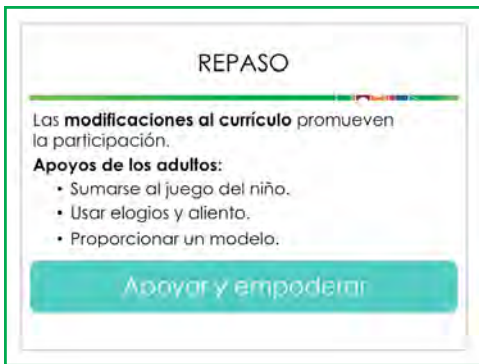 REPASO
Las modificaciones al currículo promueven
la participación.
Apoyos de los adultos:
• Sumarse al juego del niño.
• Usar elogios y aliento.
• Proporcionar un modelo.
Apoyar y empoderar